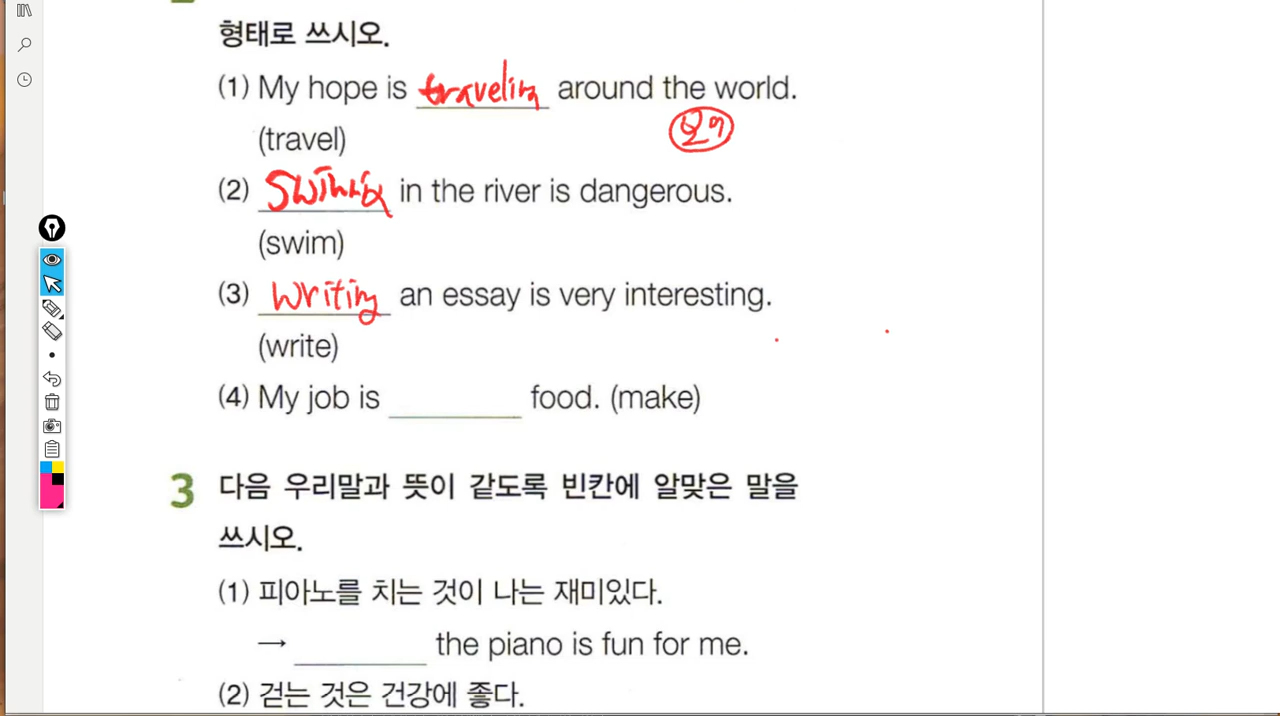 형태로 쓰시오.
(1) My hope is traveling around the world.
보어
(travel)
(2) Swimming in the river is dangerous.
(swim)
(3) Writing an essay is very interesting.
(write)
(4) My job is ________ food. (make)
3 다음 우리말과 뜻이 같도록 빈칸에 알맞은 말을
쓰시오.
(1) 피아노를 치는 것이 나는 재미있다.
→ ________ the piano is fun for me.
(2) 걷는 것은 건강에 좋다.